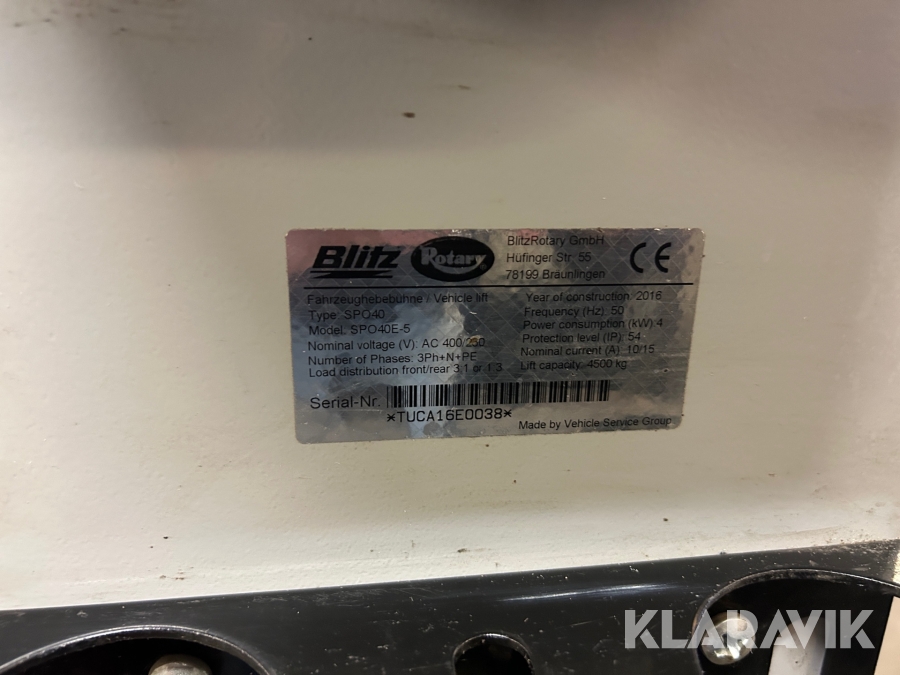 Blitz Rotary
BlitzRotary GmbH
Hüfinger Str. 55
78199 Bräunlingen
CE
Fahrzeughebebühne / Vehicle lift
Type: SPO40
Model: SPO40E-5
Nominal voltage (V): AC 400/230
Number of Phases: 3Ph+N+PE
Load distribution front/rear 3:1 or 1:3
Year of construction: 2016
Frequency (Hz): 50
Power consumption (kW):4
Protection level (IP): 54
Nominal current (A): 10/15
Lift capacity: 4500 kg
Serial-Nr.
*TUCA16E0038*
Made by Vehicle Service Group
KLARAVIK